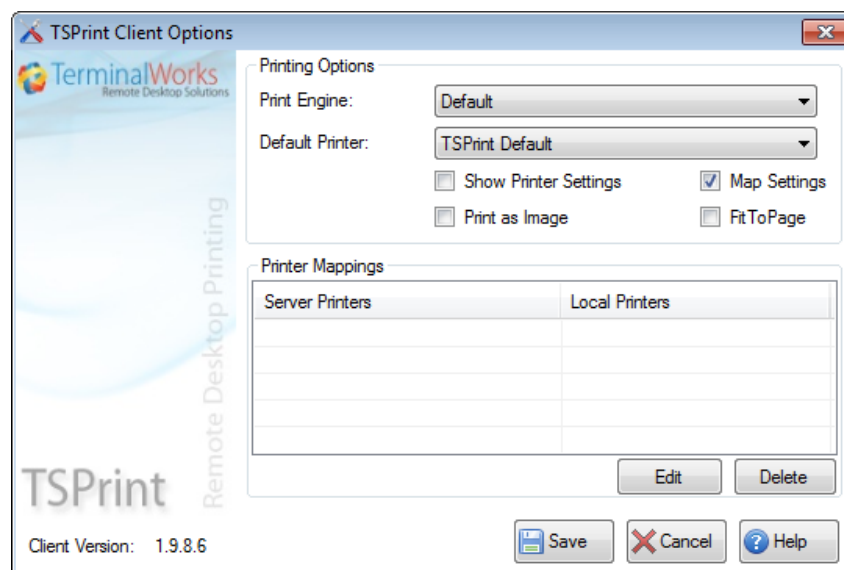 TSPrint Client Options
TerminalWorks
Remote Desktop Solutions
Remote Desktop Printing
TSPrint
Client Version: 1.9.8.6
Printing Options
Print Engine: Default
Default Printer: TSPrint Default
Show Printer Settings Map Settings
Print as Image FitToPage
Printer Mappings
Server Printers Local Printers
Edit Delete
Save Cancel Help